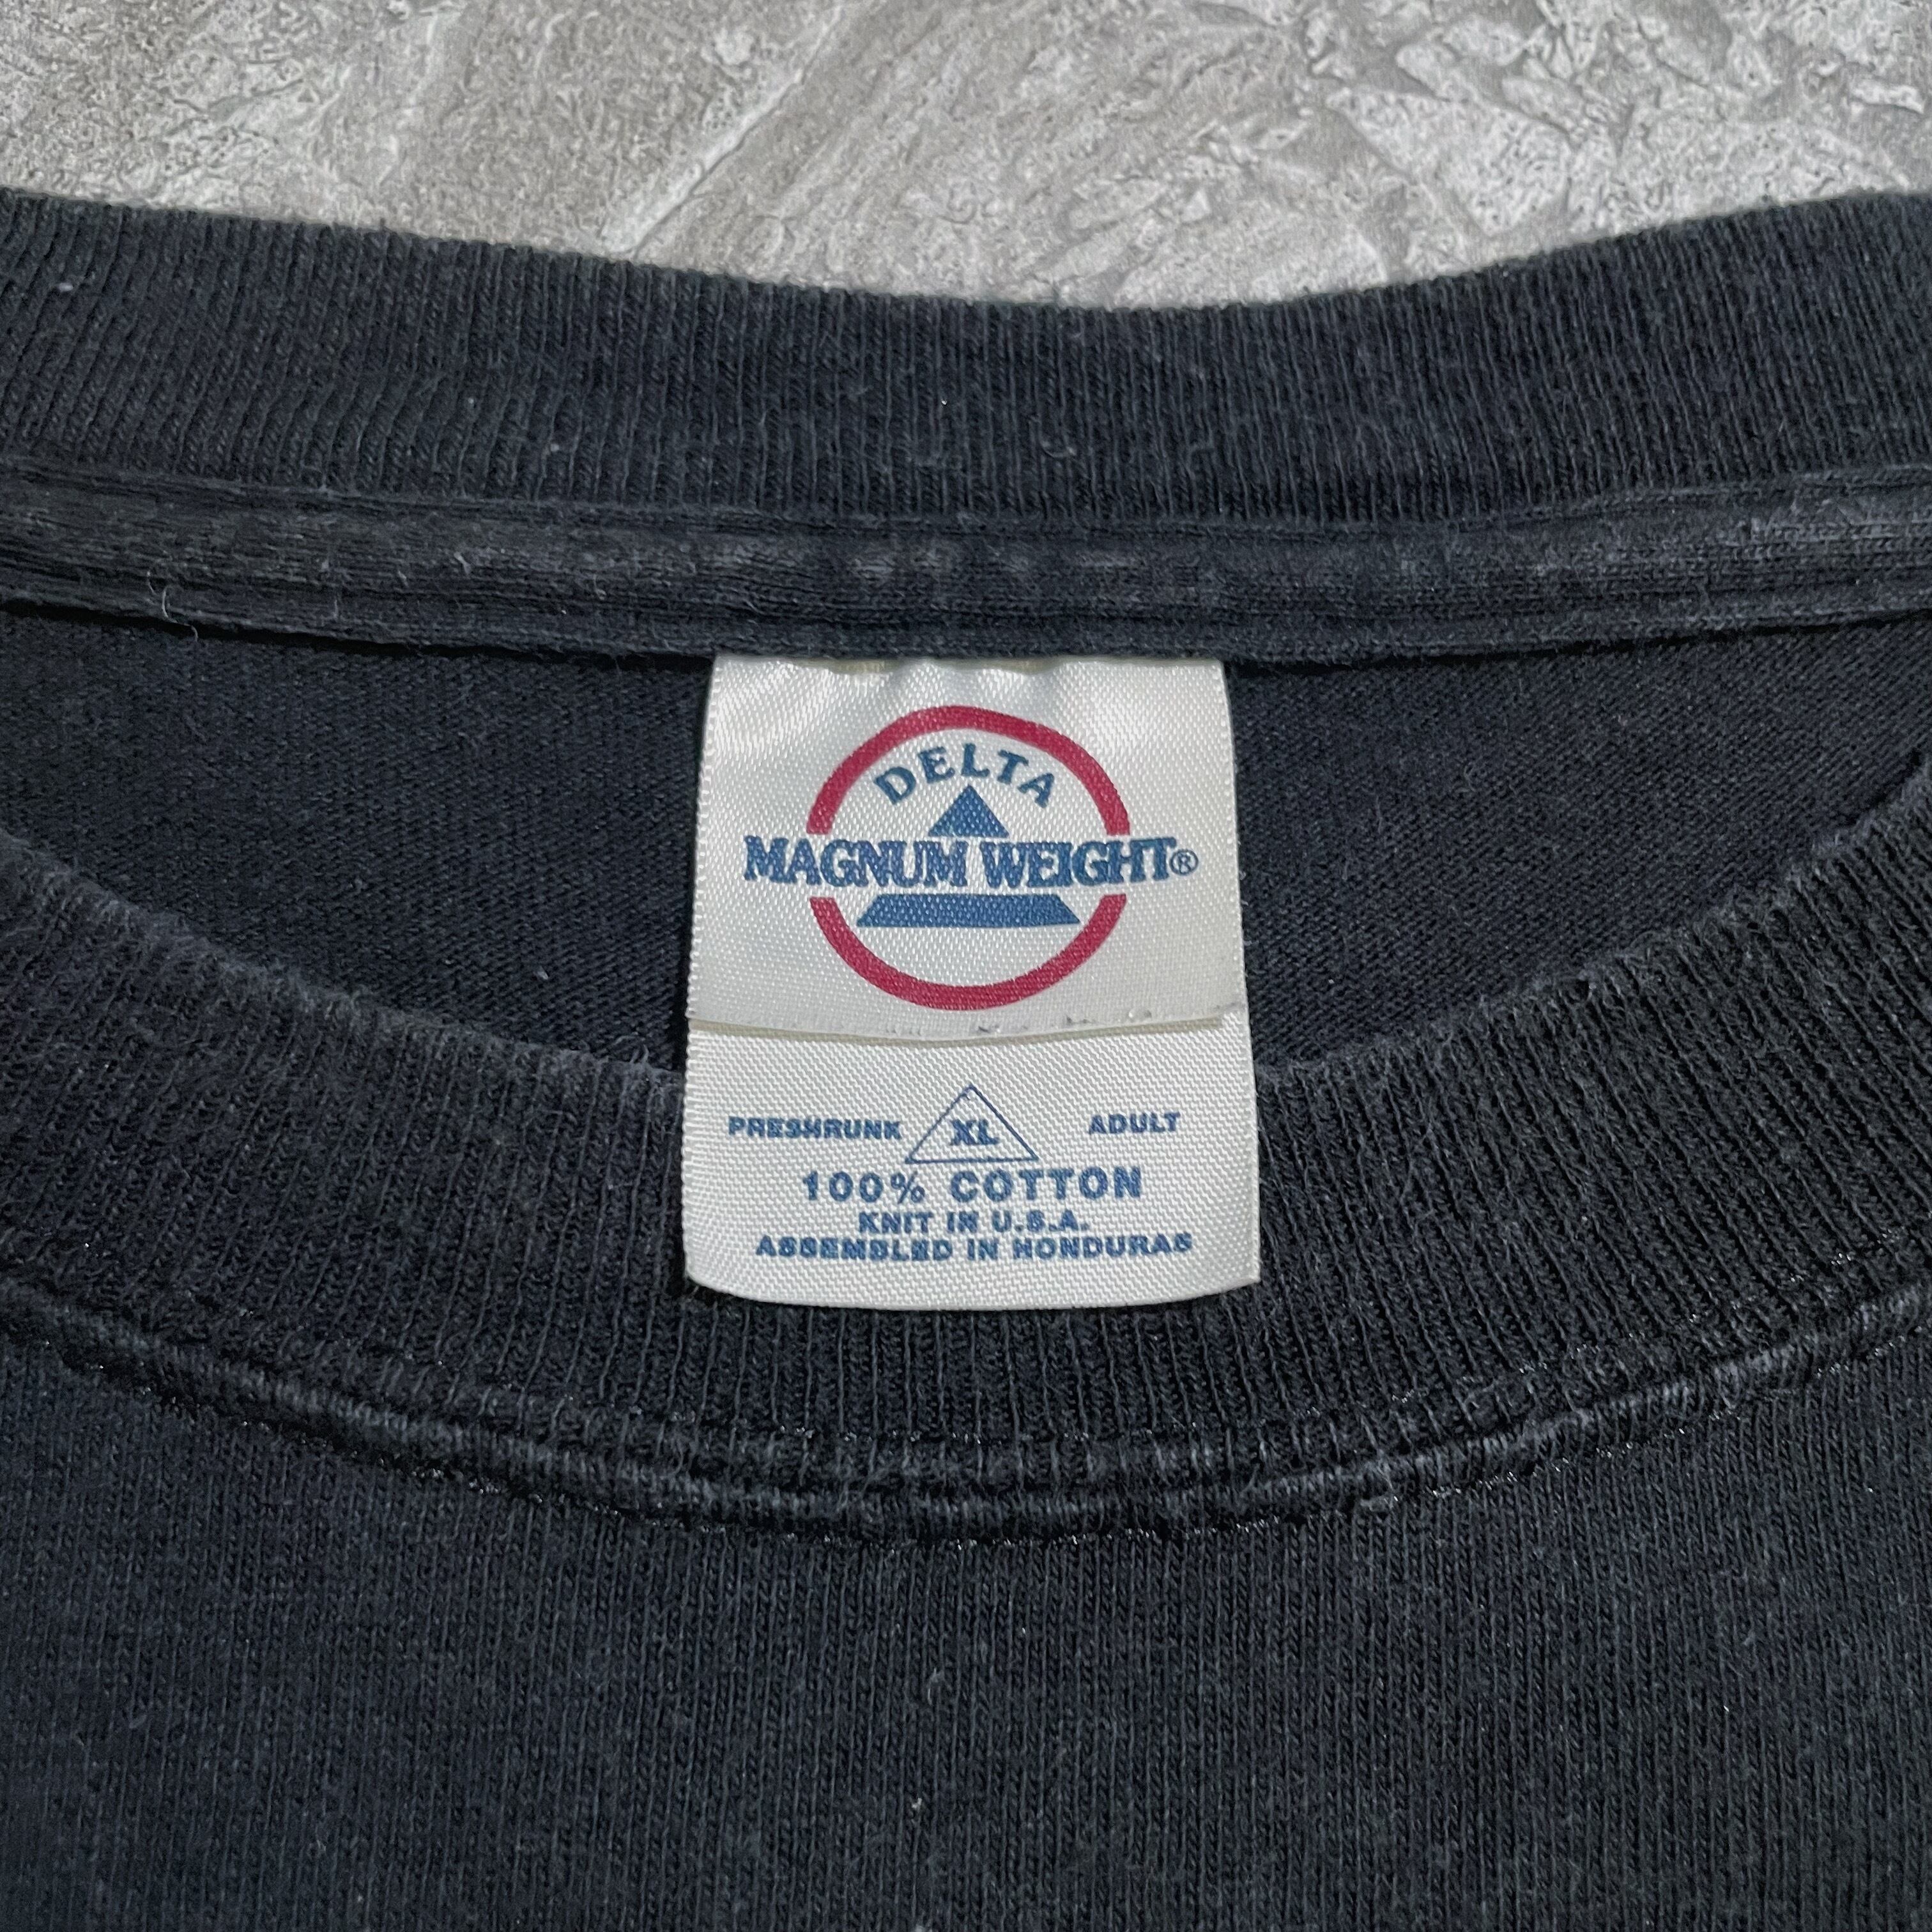 DELTA
MAGNUM WEIGHT®
PRESHRUNK XL ADULT
100% COTTON
KNIT IN U.S.A.
ASSEMBLED IN HONDURAS